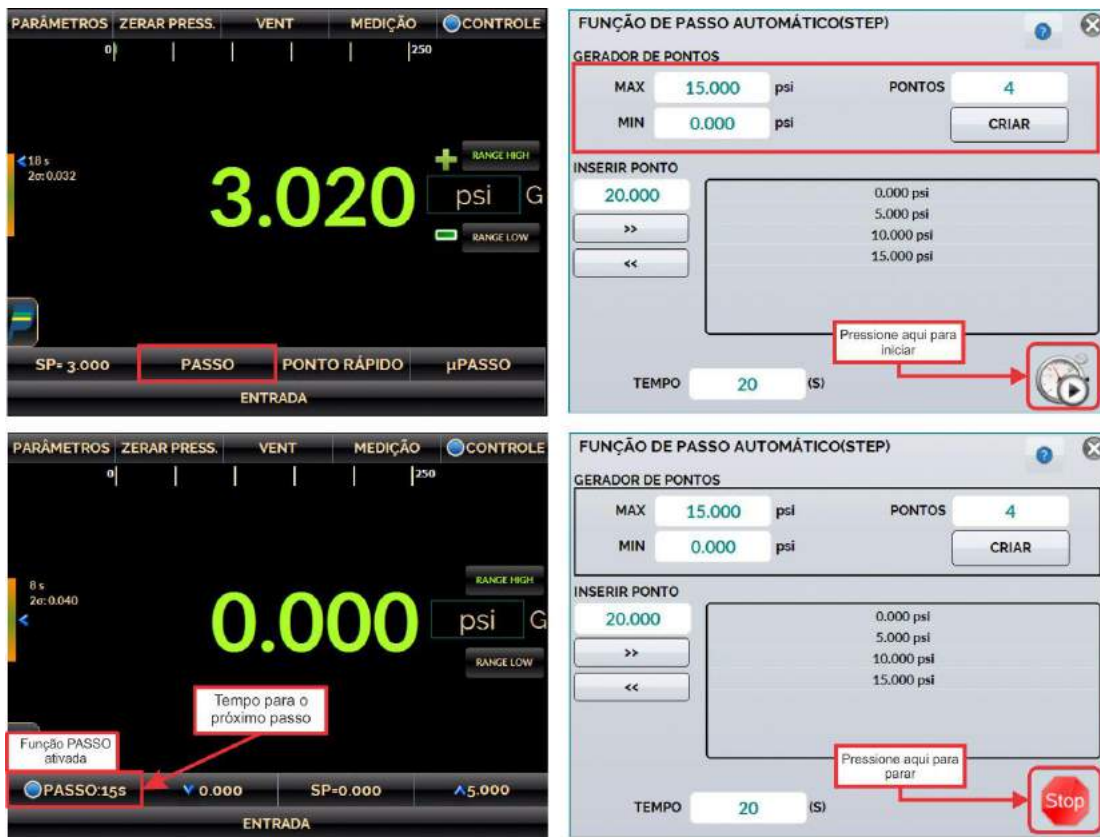 PARÂMETROS ZERAR PRESS. VENT MEDIÇÃO CONTROLE
0 250
18 s
2σ: 0.032
3.020
RANGE HIGH
psi G
RANGE LOW
SP= 3.000 PASSO PONTO RÁPIDO µPASSO
ENTRADA
FUNÇÃO DE PASSO AUTOMÁTICO(STEP)
?
GERADOR DE PONTOS
MAX 15.000 psi PONTOS 4
MIN 0.000 psi CRIAR
INSERIR PONTO
20.000
>>
<<
0.000 psi
5.000 psi
10.000 psi
15.000 psi
Pressione aqui para
iniciar
TEMPO 20 (S)
PARÂMETROS ZERAR PRESS. VENT MEDIÇÃO CONTROLE
0 250
8 s
2σ: 0.040
0.000
RANGE HIGH
psi G
RANGE LOW
Tempo para o
próximo passo
Função PASSO
ativada
PASSO:15s 0.000 SP=0.000 5.000
ENTRADA
FUNÇÃO DE PASSO AUTOMÁTICO(STEP)
?
GERADOR DE PONTOS
MAX 15.000 psi PONTOS 4
MIN 0.000 psi CRIAR
INSERIR PONTO
20.000
>>
<<
0.000 psi
5.000 psi
10.000 psi
15.000 psi
Pressione aqui para
parar
Stop
TEMPO 20 (S)